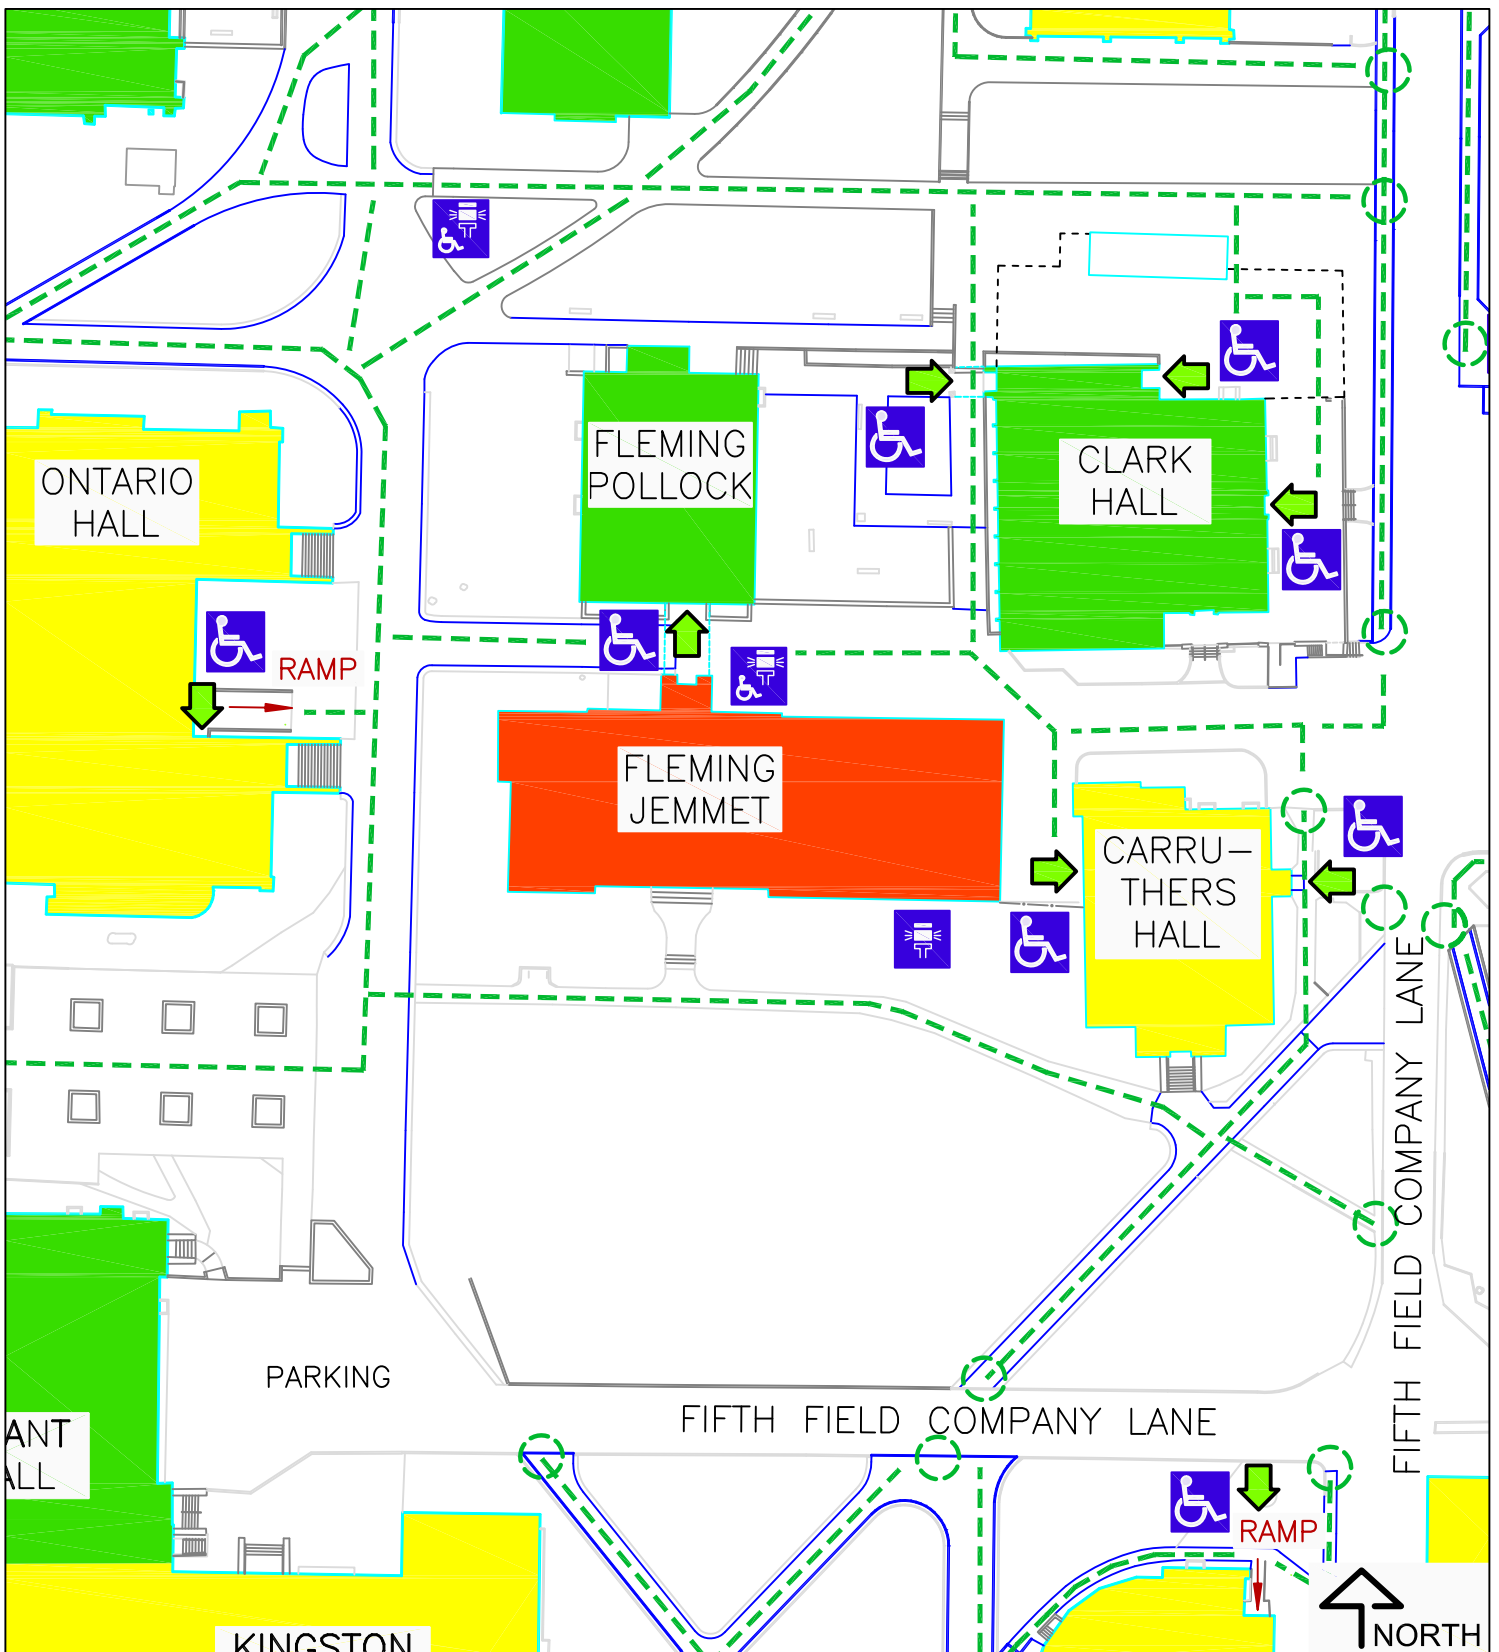 FLEMING
POLLOCK
CLARK
HALL
ONTARIO
HALL
RAMP
FLEMING
JEMMET
CARRU-
THERS
HALL
FIFTH FIELD COMPANY LANE
PARKING
FIFTH FIELD COMPANY LANE
ANT
ALL
RAMP
KINGSTON
NORTH